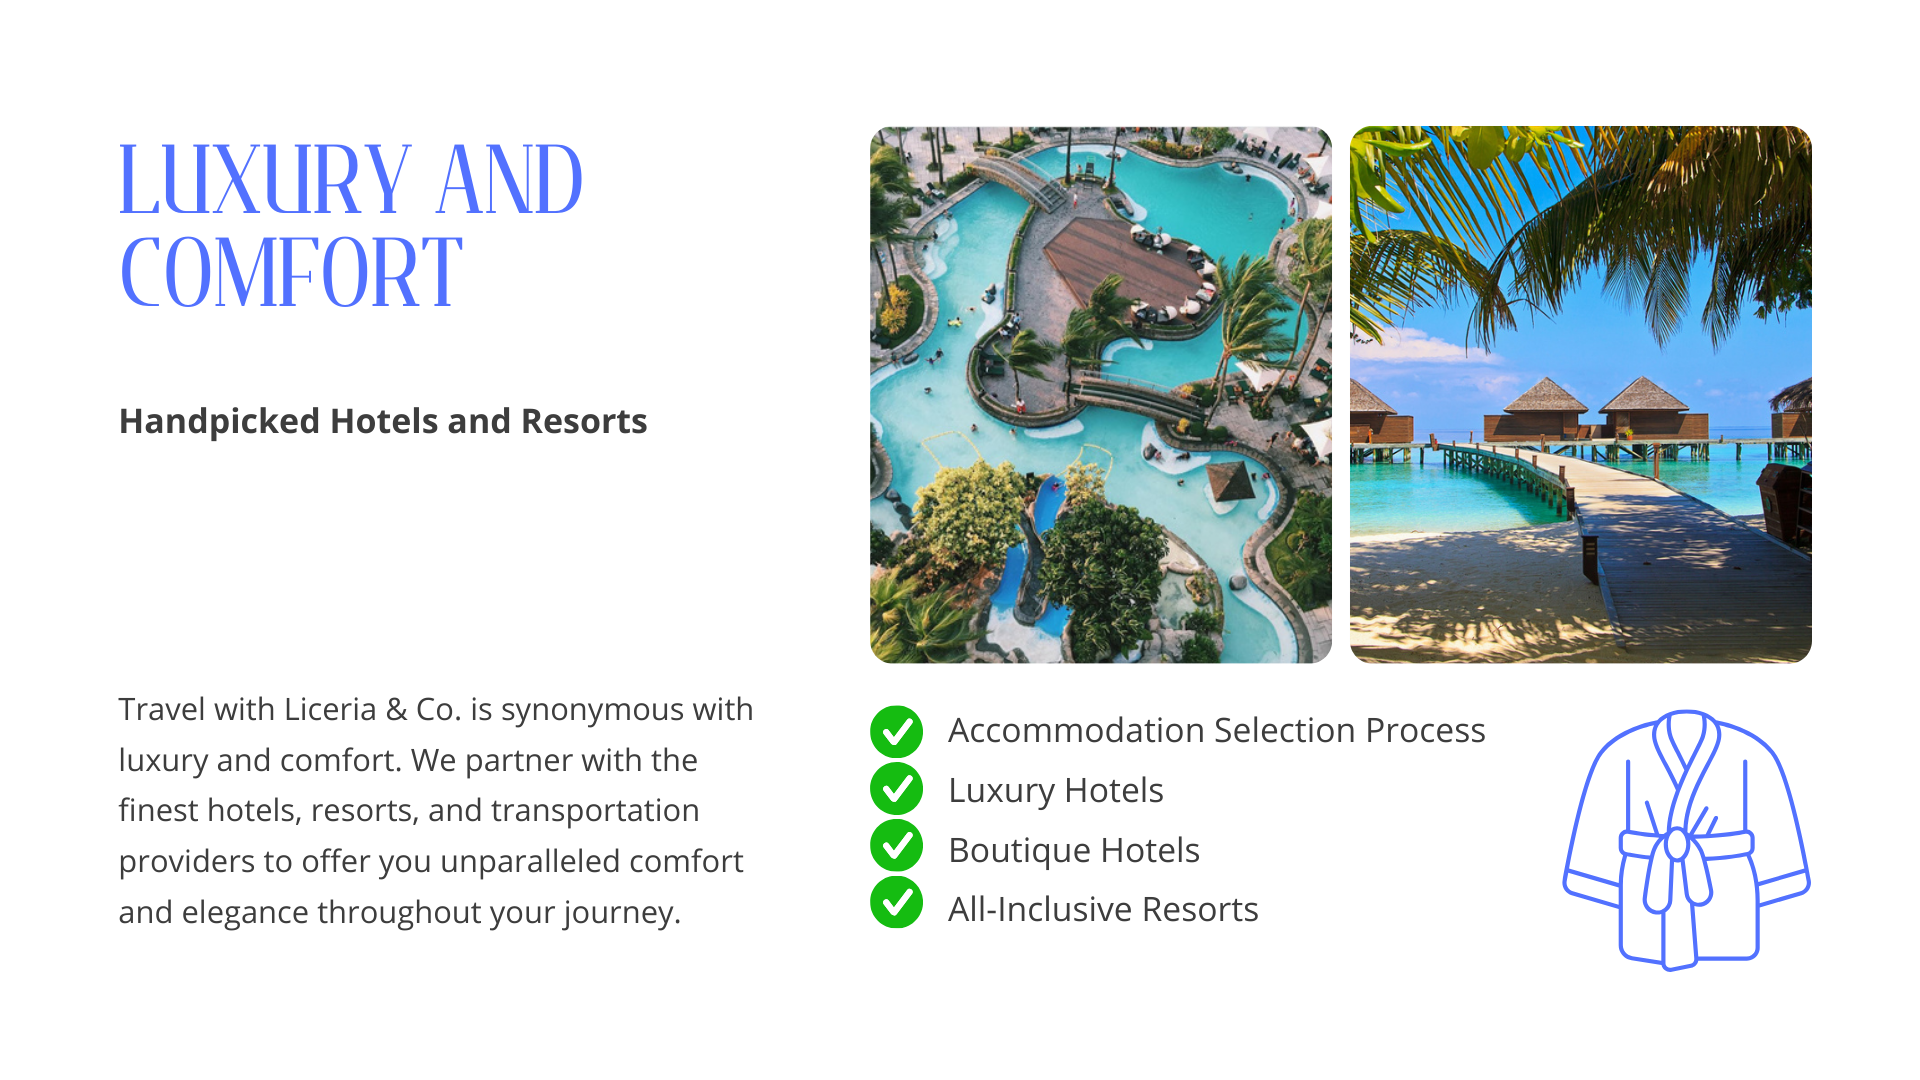 LUXURY AND
COMFORT
Handpicked Hotels and Resorts
Travel with Liceria & Co. is synonymous with
luxury and comfort. We partner with the
finest hotels, resorts, and transportation
providers to offer you unparalleled comfort
and elegance throughout your journey.
Accommodation Selection Process
Luxury Hotels
Boutique Hotels
All-Inclusive Resorts